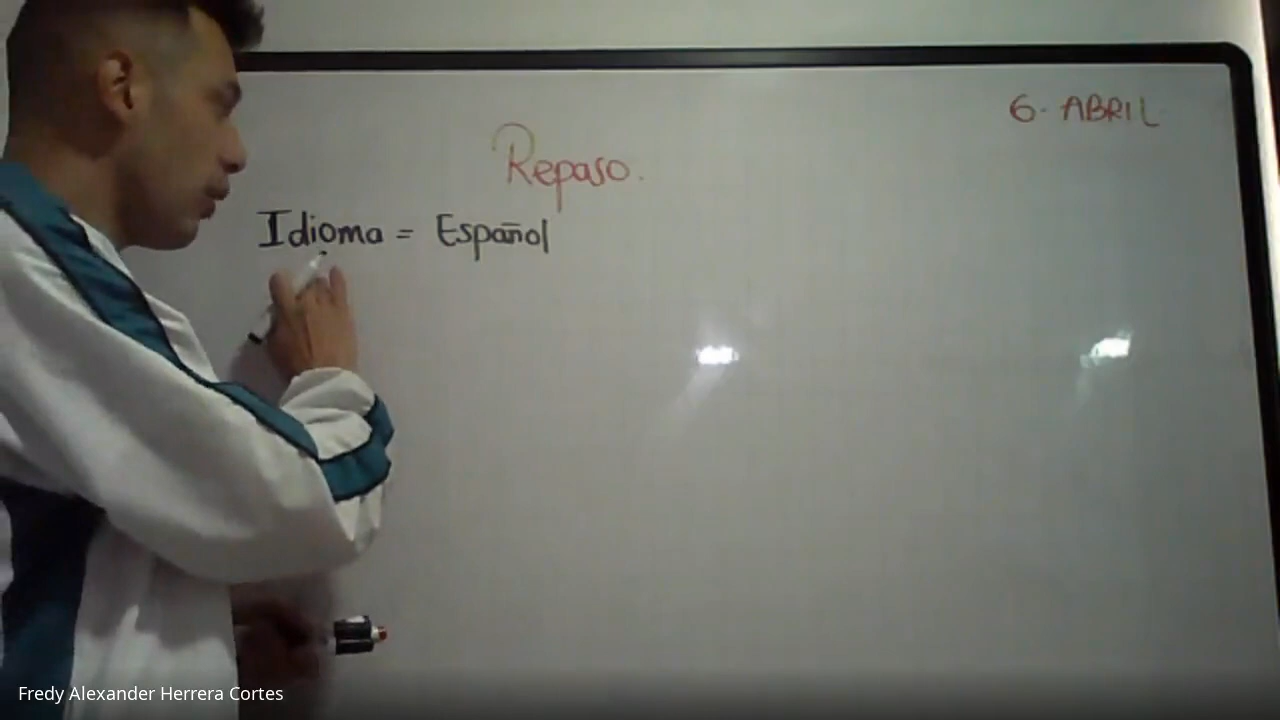 6. ABRIL
Repaso.
Idioma = Español
Fredy Alexander Herrera Cortes